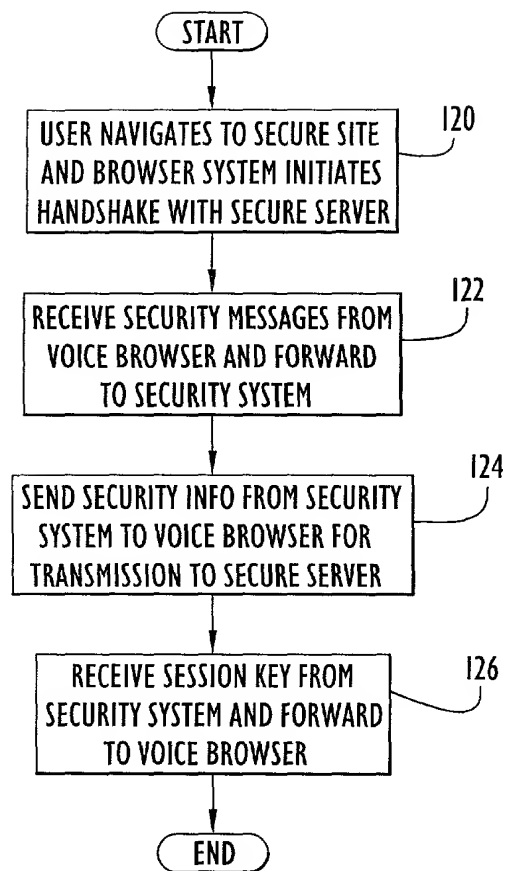 START
USER NAVIGATES TO SECURE SITE
AND BROWSER SYSTEM INITIATES
HANDSHAKE WITH SECURE SERVER
120
RECEIVE SECURITY MESSAGES FROM
VOICE BROWSER AND FORWARD
TO SECURITY SYSTEM
122
SEND SECURITY INFO FROM SECURITY
SYSTEM TO VOICE BROWSER FOR
TRANSMISSION TO SECURE SERVER
124
RECEIVE SESSION KEY FROM
SECURITY SYSTEM AND FORWARD
TO VOICE BROWSER
126
END